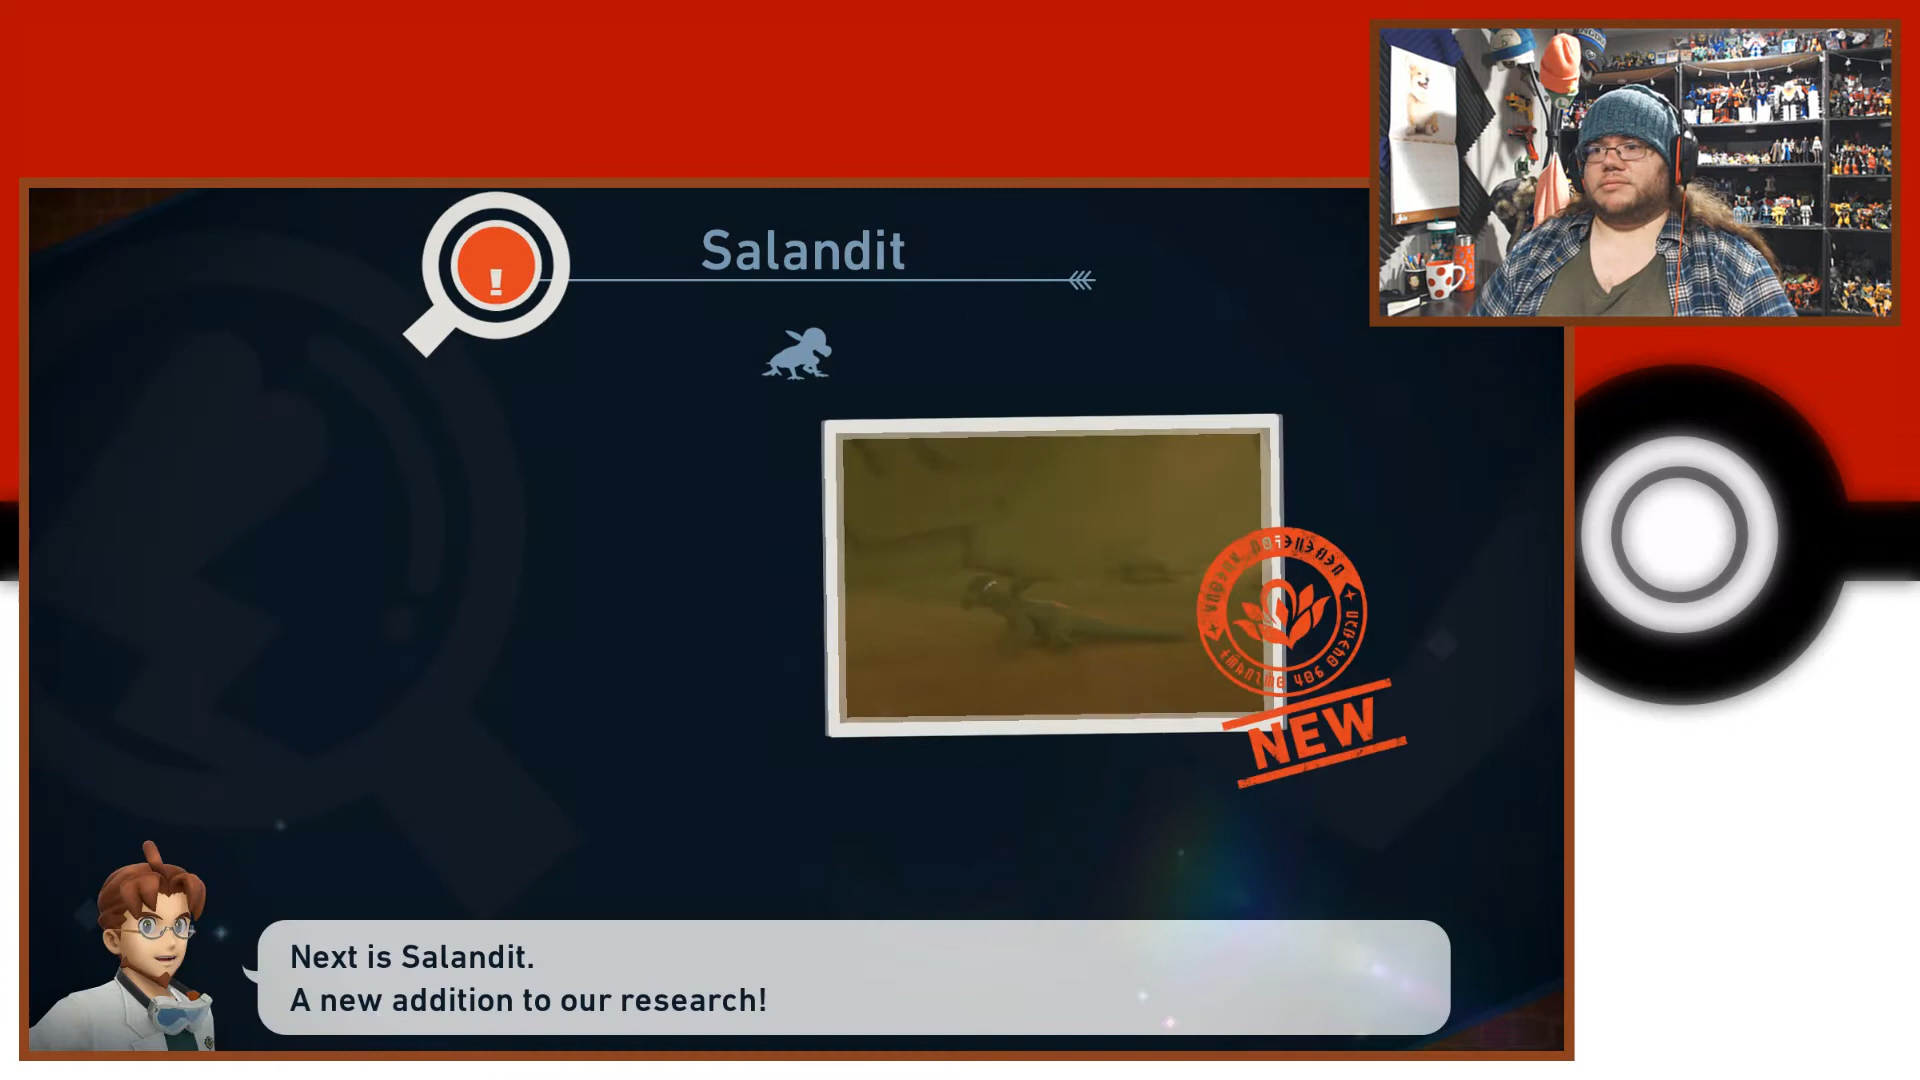 Salandit
!
NEW
Next is Salandit.
A new addition to our research!